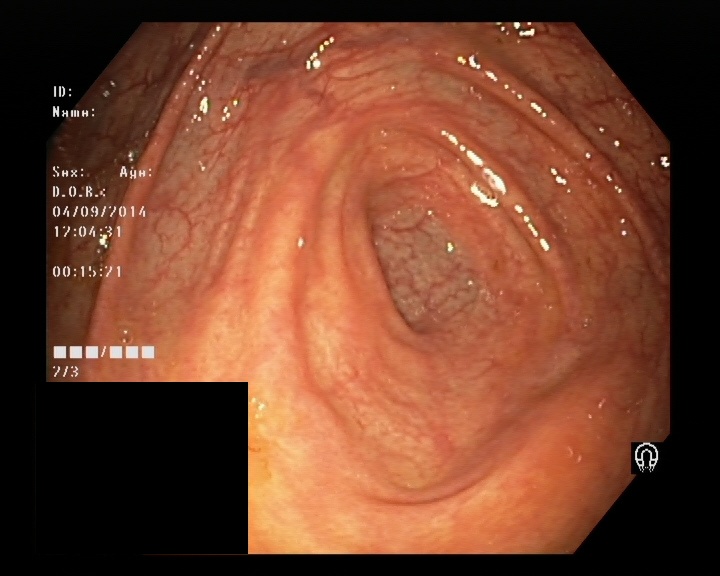 ID:
Name:
Sex: Age:
D.O.B.:
04/09/2014
12:04:31
00:15:21
■■■/■■■
2/3